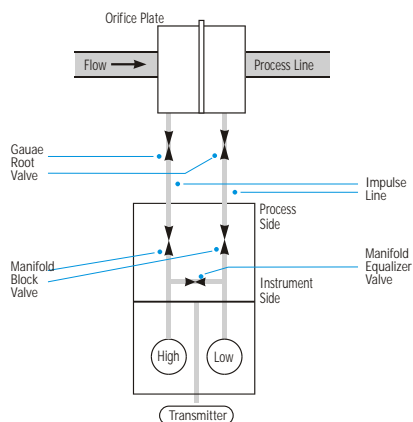 Orifice Plate
Flow
Process Line
Gauae
Root
Valve
Impulse
Line
Process
Side
Manifold
Block
Valve
Manifold
Equalizer
Valve
Instrument
Side
High
Low
Transmitter